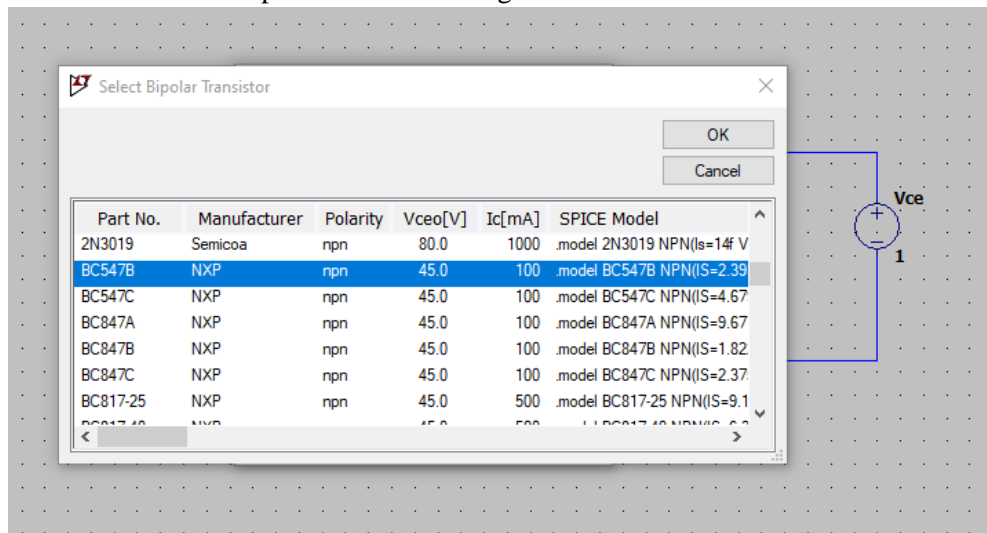 Select Bipolar Transistor
OK
Cancel
Part No. Manufacturer Polarity Vceo[V] Ic[mA] SPICE Model
2N3019 Semicoa npn 80.0 1000 .model 2N3019 NPN(Is=14f V
BC547B NXP npn 45.0 100 .model BC547B NPN(IS=2.39
BC547C NXP npn 45.0 100 .model BC547C NPN(IS=4.67
BC847A NXP npn 45.0 100 .model BC847A NPN(IS=9.67
BC847B NXP npn 45.0 100 .model BC847B NPN(IS=1.82
BC847C NXP npn 45.0 100 .model BC847C NPN(IS=2.37
BC817-25 NXP npn 45.0 500 .model BC817-25 NPN(IS=9.1
Vce
1